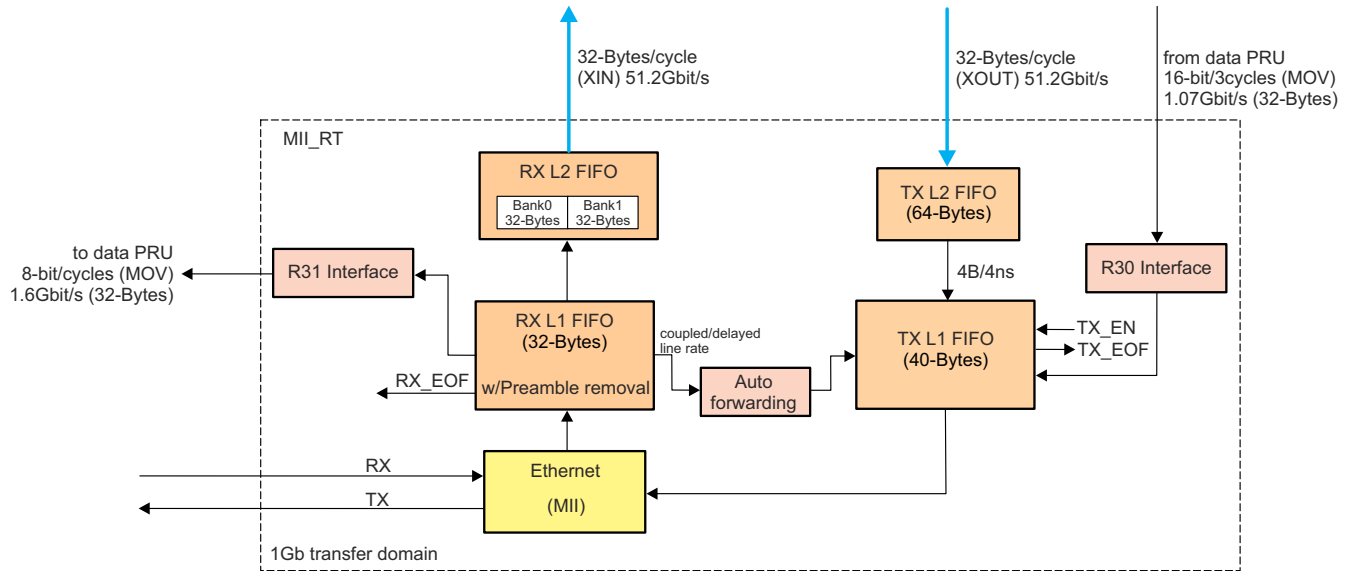 32-Bytes/cycle
(XIN) 51.2Gbit/s
32-Bytes/cycle
(XOUT) 51.2Gbit/s
from data PRU
16-bit/3cycles (MOV)
1.07Gbit/s (32-Bytes)
MII_RT
RX L2 FIFO
Bank0
32-Bytes
Bank1
32-Bytes
TX L2 FIFO
(64-Bytes)
to data PRU
8-bit/cycles (MOV)
1.6Gbit/s (32-Bytes)
R31 Interface
4B/4ns
R30 Interface
RX L1 FIFO
(32-Bytes)
w/Preamble removal
coupled/delayed
line rate
TX L1 FIFO
(40-Bytes)
TX_EN
TX_EOF
RX_EOF
Auto
forwarding
RX
TX
Ethernet
(MII)
1Gb transfer domain